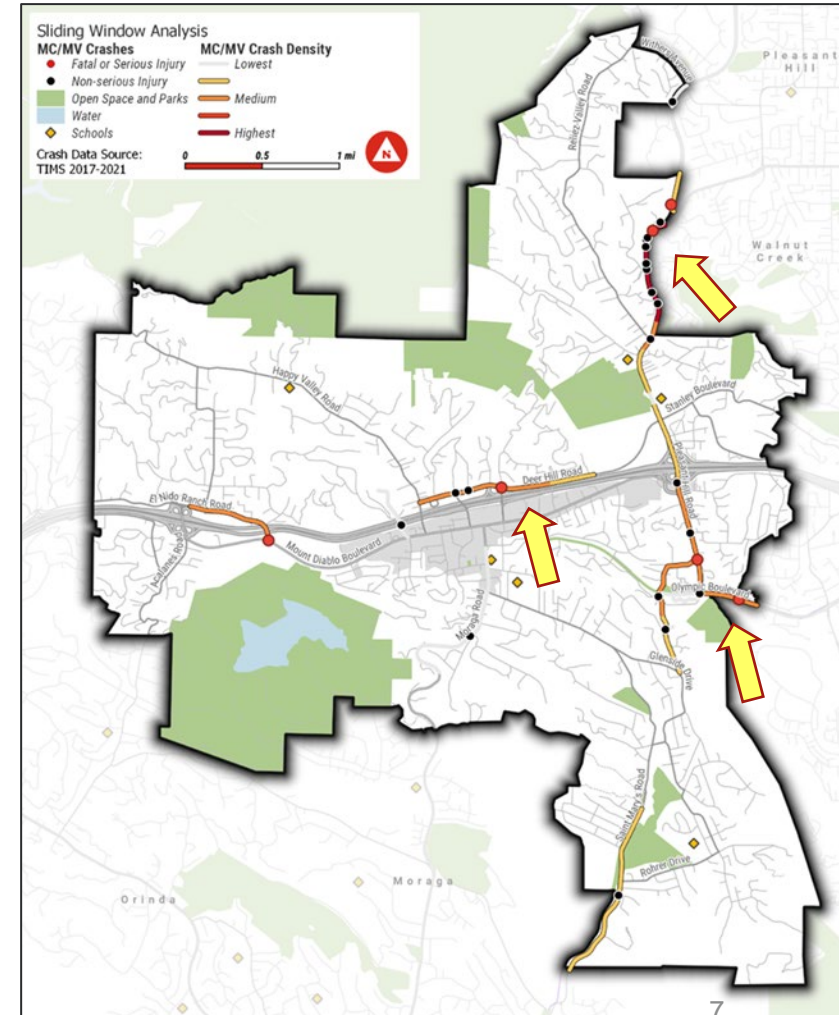 Sliding Window Analysis
MC/MV Crashes
Fatal or Serious Injury
Non-serious Injury
Open Space and Parks
Water
Schools
MC/MV Crash Density
Lowest
Medium
Highest
Crash Data Source:
TIMS 2017-2021
0 0.5 1 mi
N
Pleasant
Hill
Reliez Valley Road
Walnut
Creek
Happy Valley Road
Stanley Boulevard
Deer Hill Road
Pleasant Hill Road
El Nido Ranch Road
Mount Diablo Boulevard
Acalanes Road
Olympic Boulevard
Moraga Road
Glenside Drive
Saint Mary's Road
Rohrer Drive
Moraga
Orinda
7